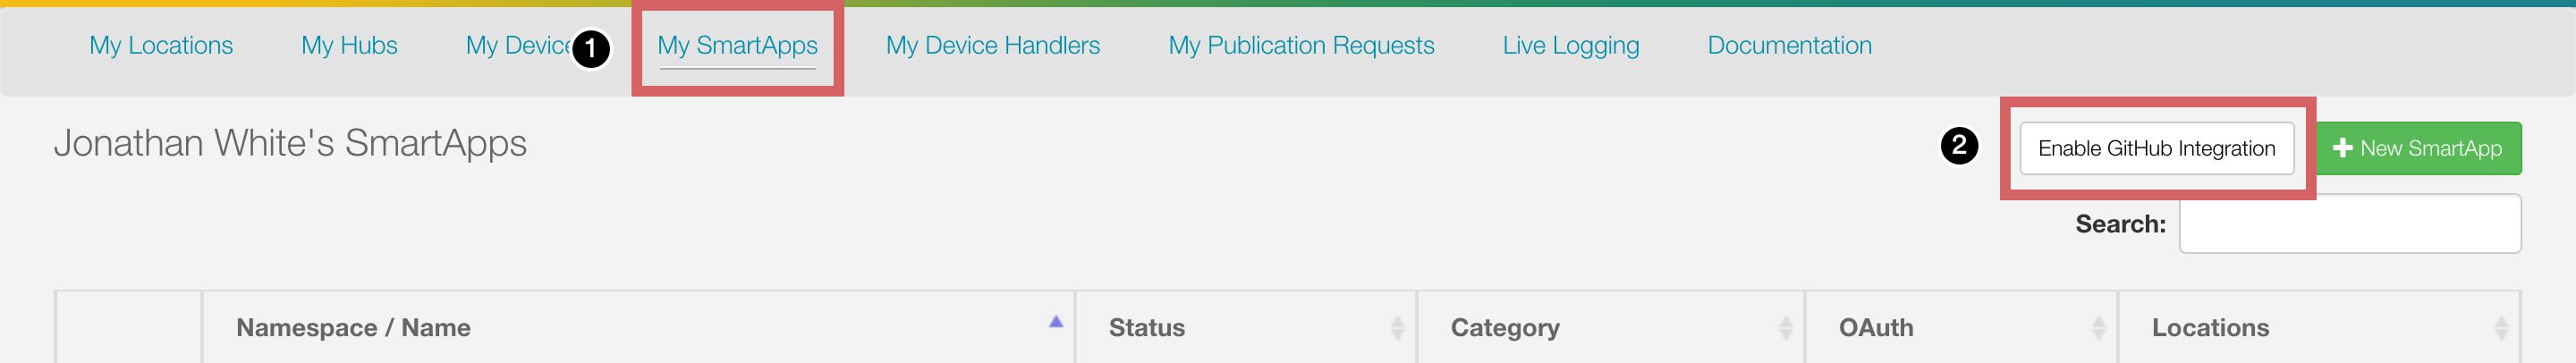 My Locations My Hubs My Device 1 My SmartApps My Device Handlers My Publication Requests Live Logging Documentation
Jonathan White's SmartApps 2 Enable GitHub Integration New SmartApp
Search:
Namespace / Name Status Category OAuth Locations